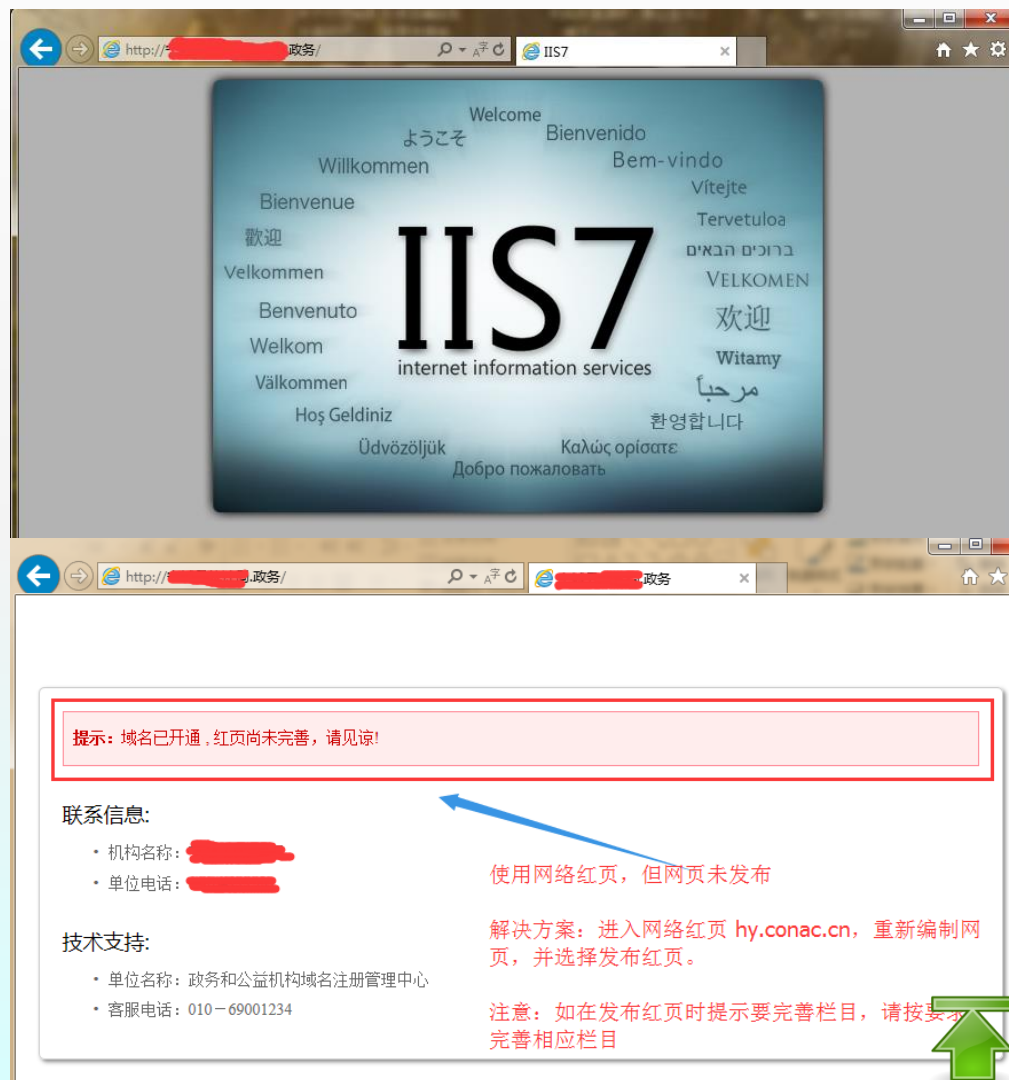 http://
政务/
IIS7
Welcome
ようこそ
Bienvenido
Willkommen
Bem-vindo
Vítejte
Bienvenue
Tervetuloa
歡迎
ברוכים הבאים
Velkommen
VELKOMEN
Benvenuto
欢迎
IIS7
internet information services
Welkom
Witamy
Välkommen
مرحباً
Hoş Geldiniz
환영합니다
Üdvözöljük
Καλώς ορίσατε
Добро пожаловать
http://
.政务/
.政务
提示：域名已开通 , 红页尚未完善，请见谅!
联系信息:
• 机构名称：
• 单位电话：
技术支持:
• 单位名称：政务和公益机构域名注册管理中心
• 客服电话：010－69001234
使用网络红页，但网页未发布
解决方案：进入网络红页 hy.conac.cn，重新编制网
页，并选择发布红页。
注意：如在发布红页时提示要完善栏目，请按要求
完善相应栏目